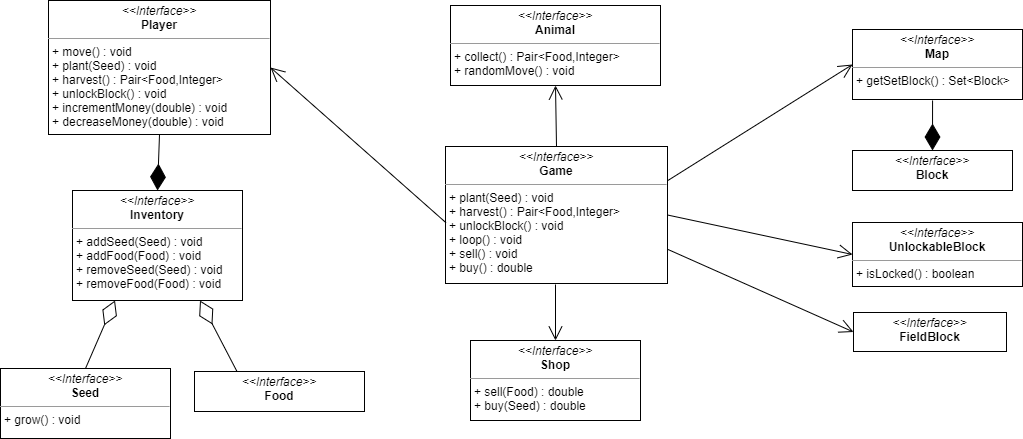 <<Interface>>
Player
+ move() : void
+ plant(Seed) : void
+ harvest() : Pair<Food,Integer>
+ unlockBlock() : void
+ incrementMoney(double) : void
+ decreaseMoney(double) : void
<<Interface>>
Animal
+ collect() : Pair<Food,Integer>
+ randomMove() : void
<<Interface>>
Map
+ getSetBlock() : Set<Block>
<<Interface>>
Block
<<Interface>>
Game
+ plant(Seed) : void
+ harvest() : Pair<Food,Integer>
+ unlockBlock() : void
+ loop() : void
+ sell() : void
+ buy() : double
<<Interface>>
Inventory
+ addSeed(Seed) : void
+ addFood(Food) : void
+ removeSeed(Seed) : void
+ removeFood(Food) : void
<<Interface>>
UnlockableBlock
+ isLocked() : boolean
<<Interface>>
FieldBlock
<<Interface>>
Shop
+ sell(Food) : double
+ buy(Seed) : double
<<Interface>>
Seed
+ grow() : void
<<Interface>>
Food